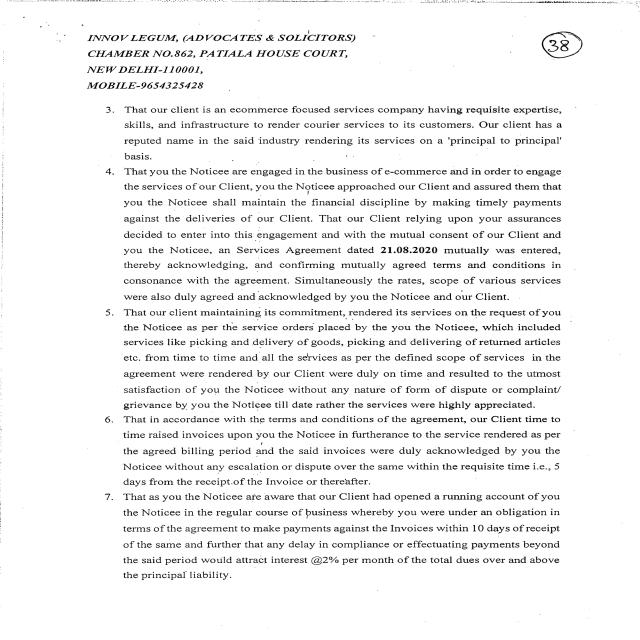 INNOV LEGUM, (ADVOCATES & SOLICITORS)
38
CHAMBER NO.862, PATIALA HOUSE COURT,
NEW DELHI-110001,
MOBILE-9654325428
3. That our client is an ecommerce focused services company having requisite expertise,
skills, and infrastructure to render courier services to its customers. Our client has a
reputed name in the said industry rendering its services on a 'principal to principal'
basis.
4. That you the Noticee are engaged in the business of e-commerce and in order to engage
the services of our Client, you the Noticee approached our Client and assured them that
you the Noticee shall maintain the financial discipline by making timely payments
against the deliveries of our Client. That our Client relying upon your assurances
decided to enter into this engagement and with the mutual consent of our Client and
you the Noticee, an Services Agreement dated 21.08.2020 mutually was entered,
thereby acknowledging, and confirming mutually agreed terms and conditions in
consonance with the agreement. Simultaneously the rates, scope of various services
were also duly agreed and acknowledged by you the Noticee and our Client.
5. That our client maintaining its commitment, rendered its services on the request of you
the Noticee as per the service orders placed by the you the Noticee, which included
services like picking and delivery of goods, picking and delivering of returned articles
etc. from time to time and all the services as per the defined scope of services in the
agreement were rendered by our Client were duly on time and resulted to the utmost
satisfaction of you the Noticee without any nature of form of dispute or complaint/
grievance by you the Noticee till date rather the services were highly appreciated.
6. That in accordance with the terms and conditions of the agreement, our Client time to
time raised invoices upon you the Noticee in furtherance to the service rendered as per
the agreed billing period and the said invoices were duly acknowledged by you the
Noticee without any escalation or dispute over the same within the requisite time i.e., 5
days from the receipt of the Invoice or thereafter.
7. That as you the Noticee are aware that our Client had opened a running account of you
the Noticee in the regular course of business whereby you were under an obligation in
terms of the agreement to make payments against the Invoices within 10 days of receipt
of the same and further that any delay in compliance or effectuating payments beyond
the said period would attract interest @2% per month of the total dues over and above
the principal liability.